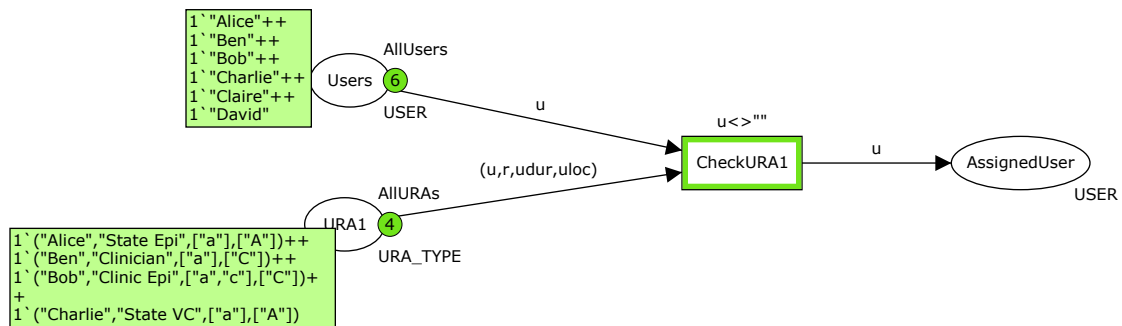 1`"Alice"++
1`"Ben"++
1`"Bob"++
1`"Charlie"++
1`"Claire"++
1`"David"
AllUsers
Users
6
USER
u
u<>""
CheckURA1
u
AssignedUser
USER
(u,r,udur,uloc)
AllURAs
URA1
4
URA_TYPE
1`("Alice","State Epi",["a"],["A"])++
1`("Ben","Clinician",["a"],["C"])++
1`("Bob","Clinic Epi",["a","c"],["C"])+
+
1`("Charlie","State VC",["a"],["A"])